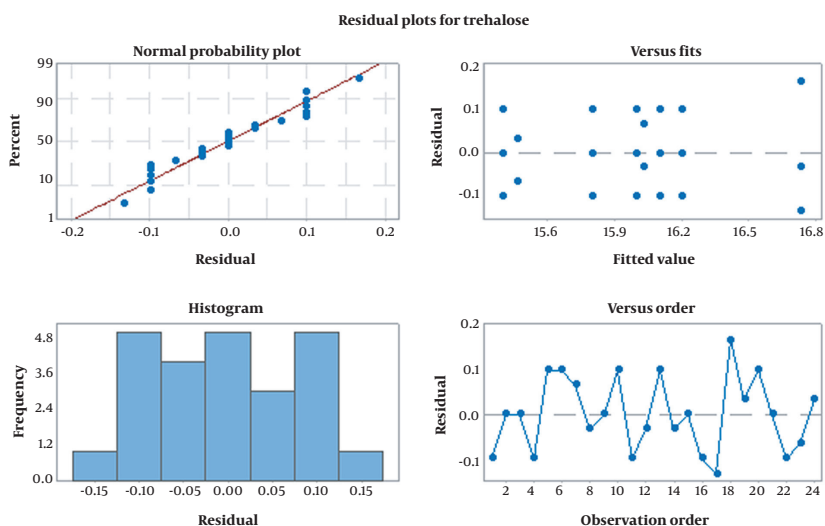 Residual plots for trehalose
Normal probability plot
Percent
99
90
50
10
1
-0.2 -0.1 0.0 0.1 0.2
Residual
Versus fits
Residual
0.2
0.1
0.0
-0.1
15.6 15.9 16.2 16.5 16.8
Fitted value
Histogram
Frequency
4.8
3.6
2.4
1.2
0.0
-0.15 -0.10 -0.05 0.00 0.05 0.10 0.15
Residual
Versus order
Residual
0.2
0.1
0.0
-0.1
2 4 6 8 10 12 14 16 18 20 22 24
Observation order